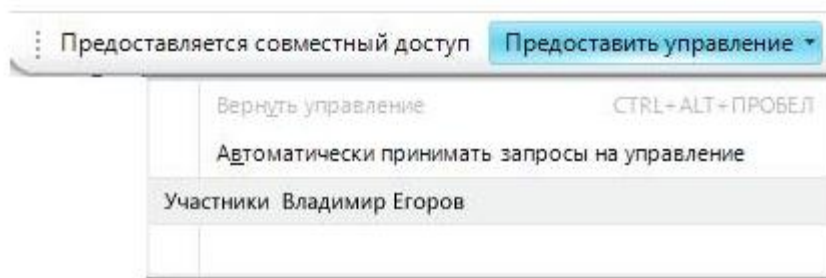 Предоставляется совместный доступ Предоставить управление
Вернуть управление CTRL+ALT+ПРОБЕЛ
Автоматически принимать запросы на управление
Участники Владимир Егоров